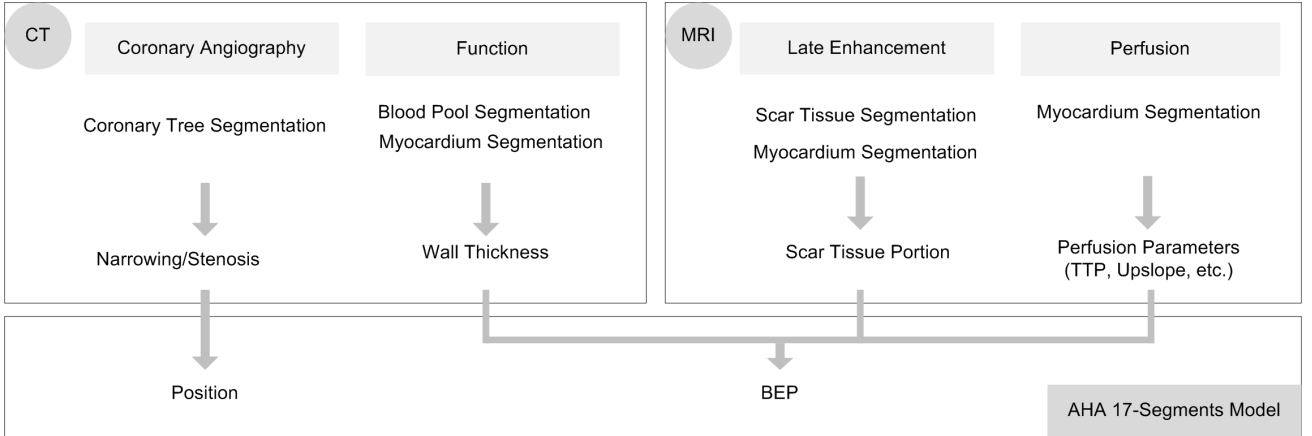 CT
Coronary Angiography
Function
Coronary Tree Segmentation
Blood Pool Segmentation
Myocardium Segmentation
Narrowing/Stenosis
Wall Thickness
MRI
Late Enhancement
Perfusion
Scar Tissue Segmentation
Myocardium Segmentation
Myocardium Segmentation
Scar Tissue Portion
Perfusion Parameters
(TTP, Upslope, etc.)
Position
BEP
AHA 17-Segments Model